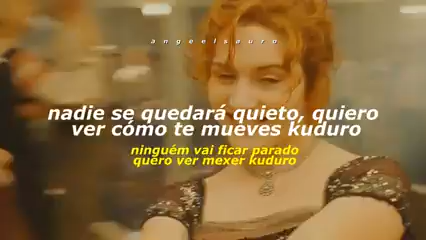 angeelsauro
nadie se quedará quieto, quiero
ver cómo te mueves kuduro
ninguém vai ficar parado
quero ver mexer kuduro